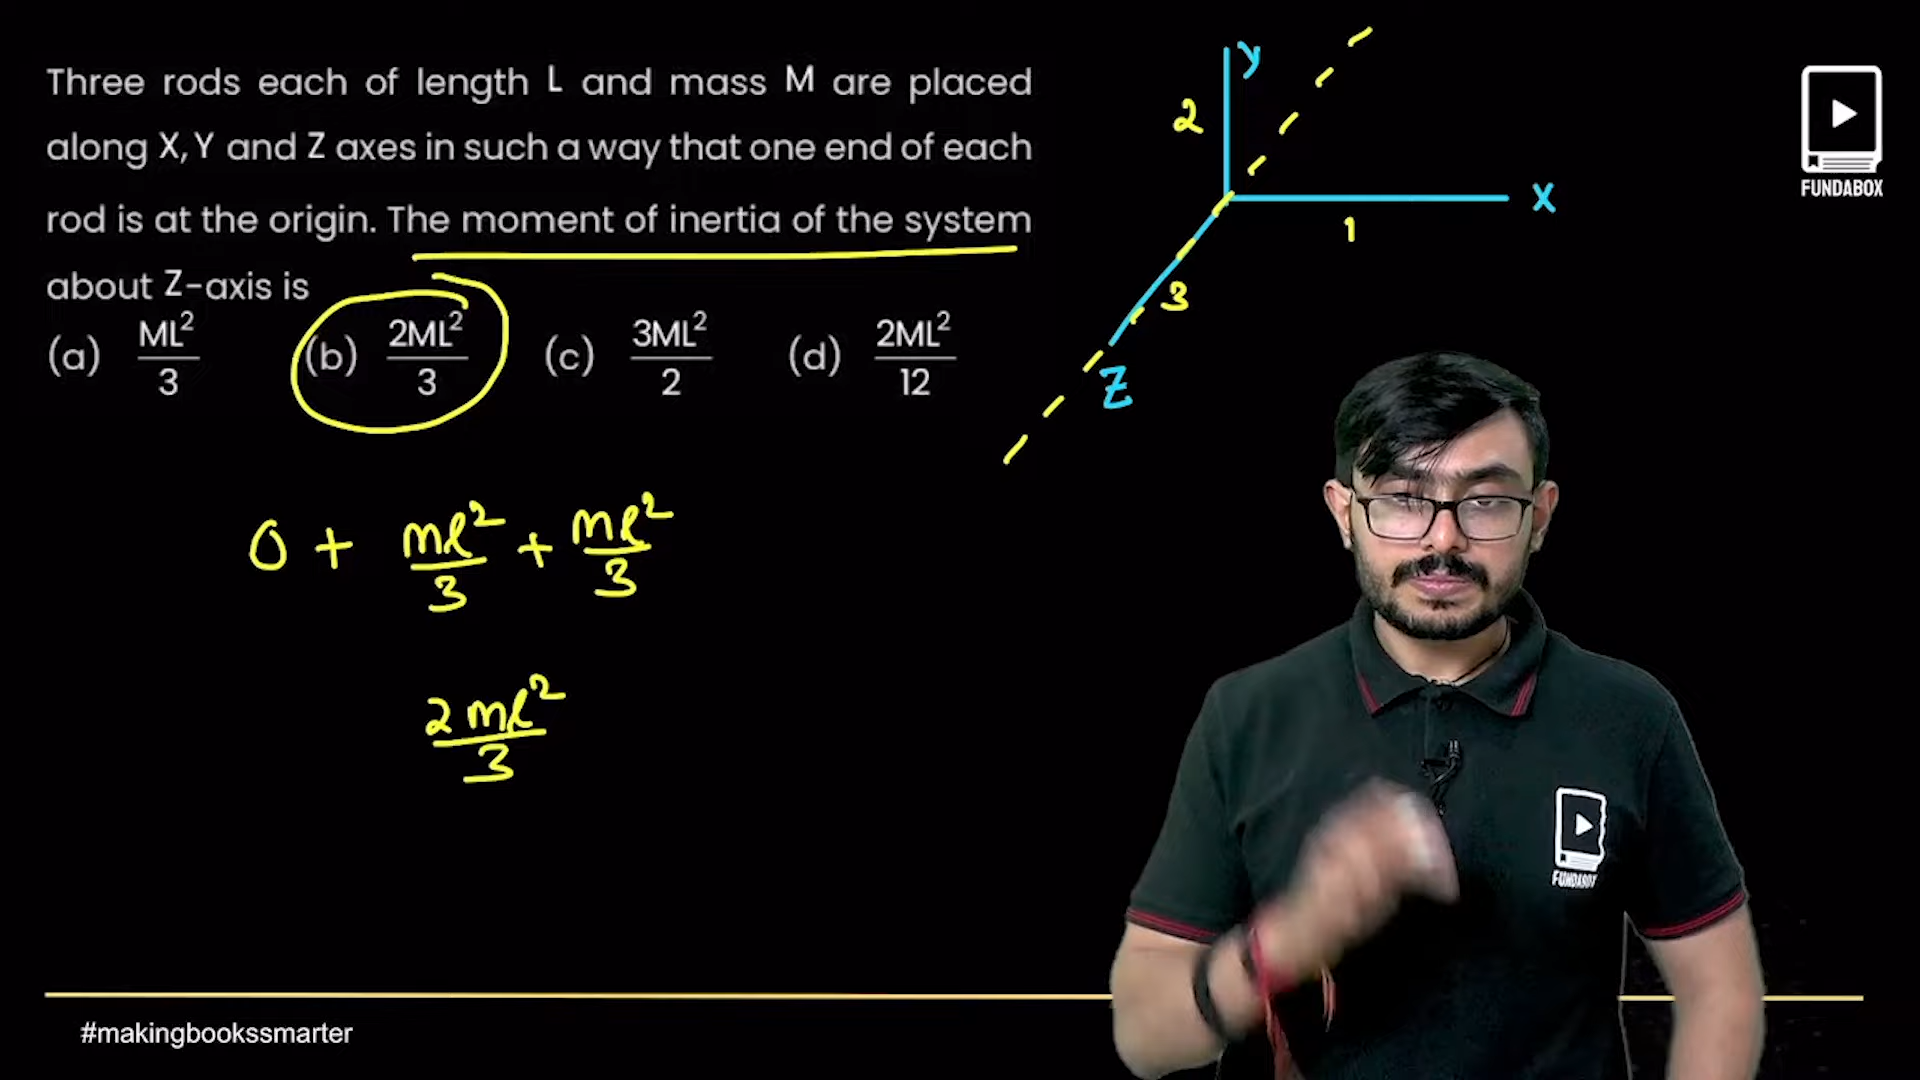 Three rods each of length L and mass M are placed
along X, Y and Z axes in such a way that one end of each
rod is at the origin. The moment of inertia of the system
about Z-axis is
(a) ML²/3 (b) 2ML²/3 (c) 3ML²/2 (d) 2ML²/12
Y
2
X
1
3
Z
0 + ml²/3 + ml²/3
2ml²/3
FUNDABOX
FUNDABOX
#makingbookssmarter